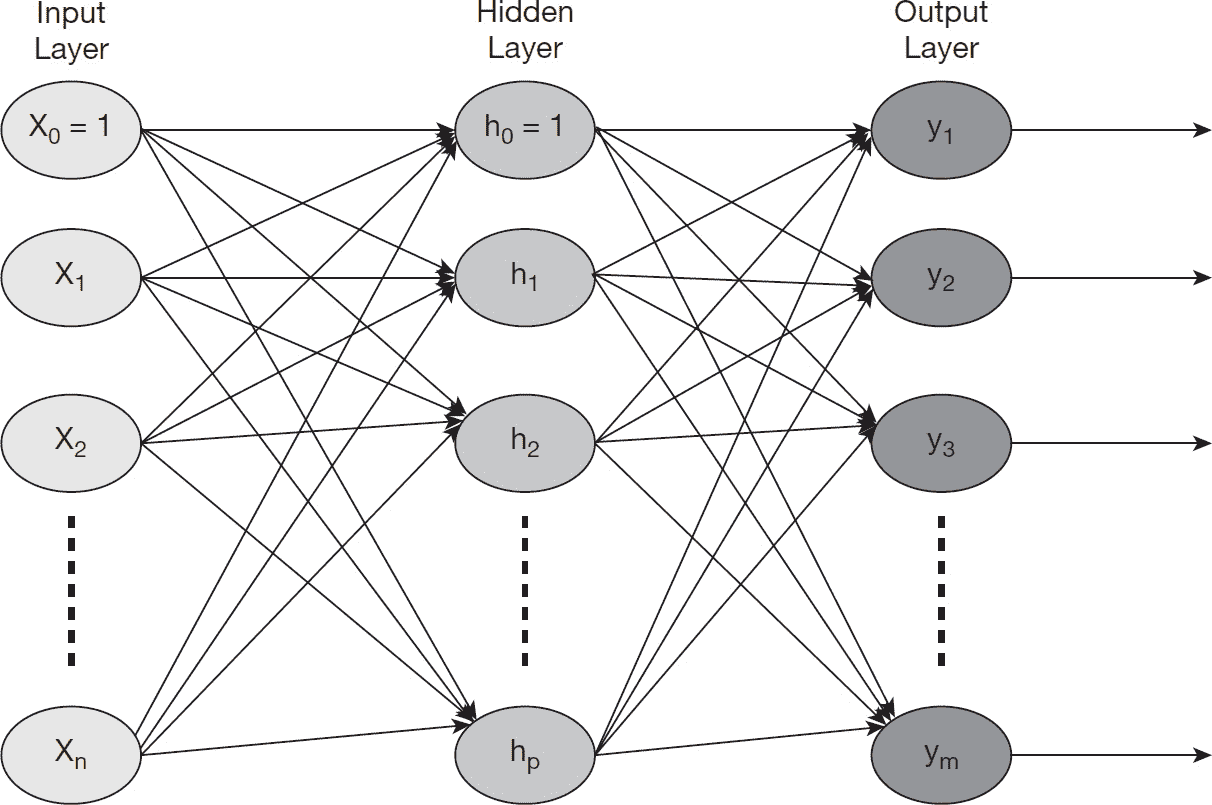 Input
Layer
Hidden
Layer
Output
Layer
X₀ = 1
h₀ = 1
y₁
X₁
h₁
y₂
X₂
h₂
y₃
Xₙ
hₚ
yₘ